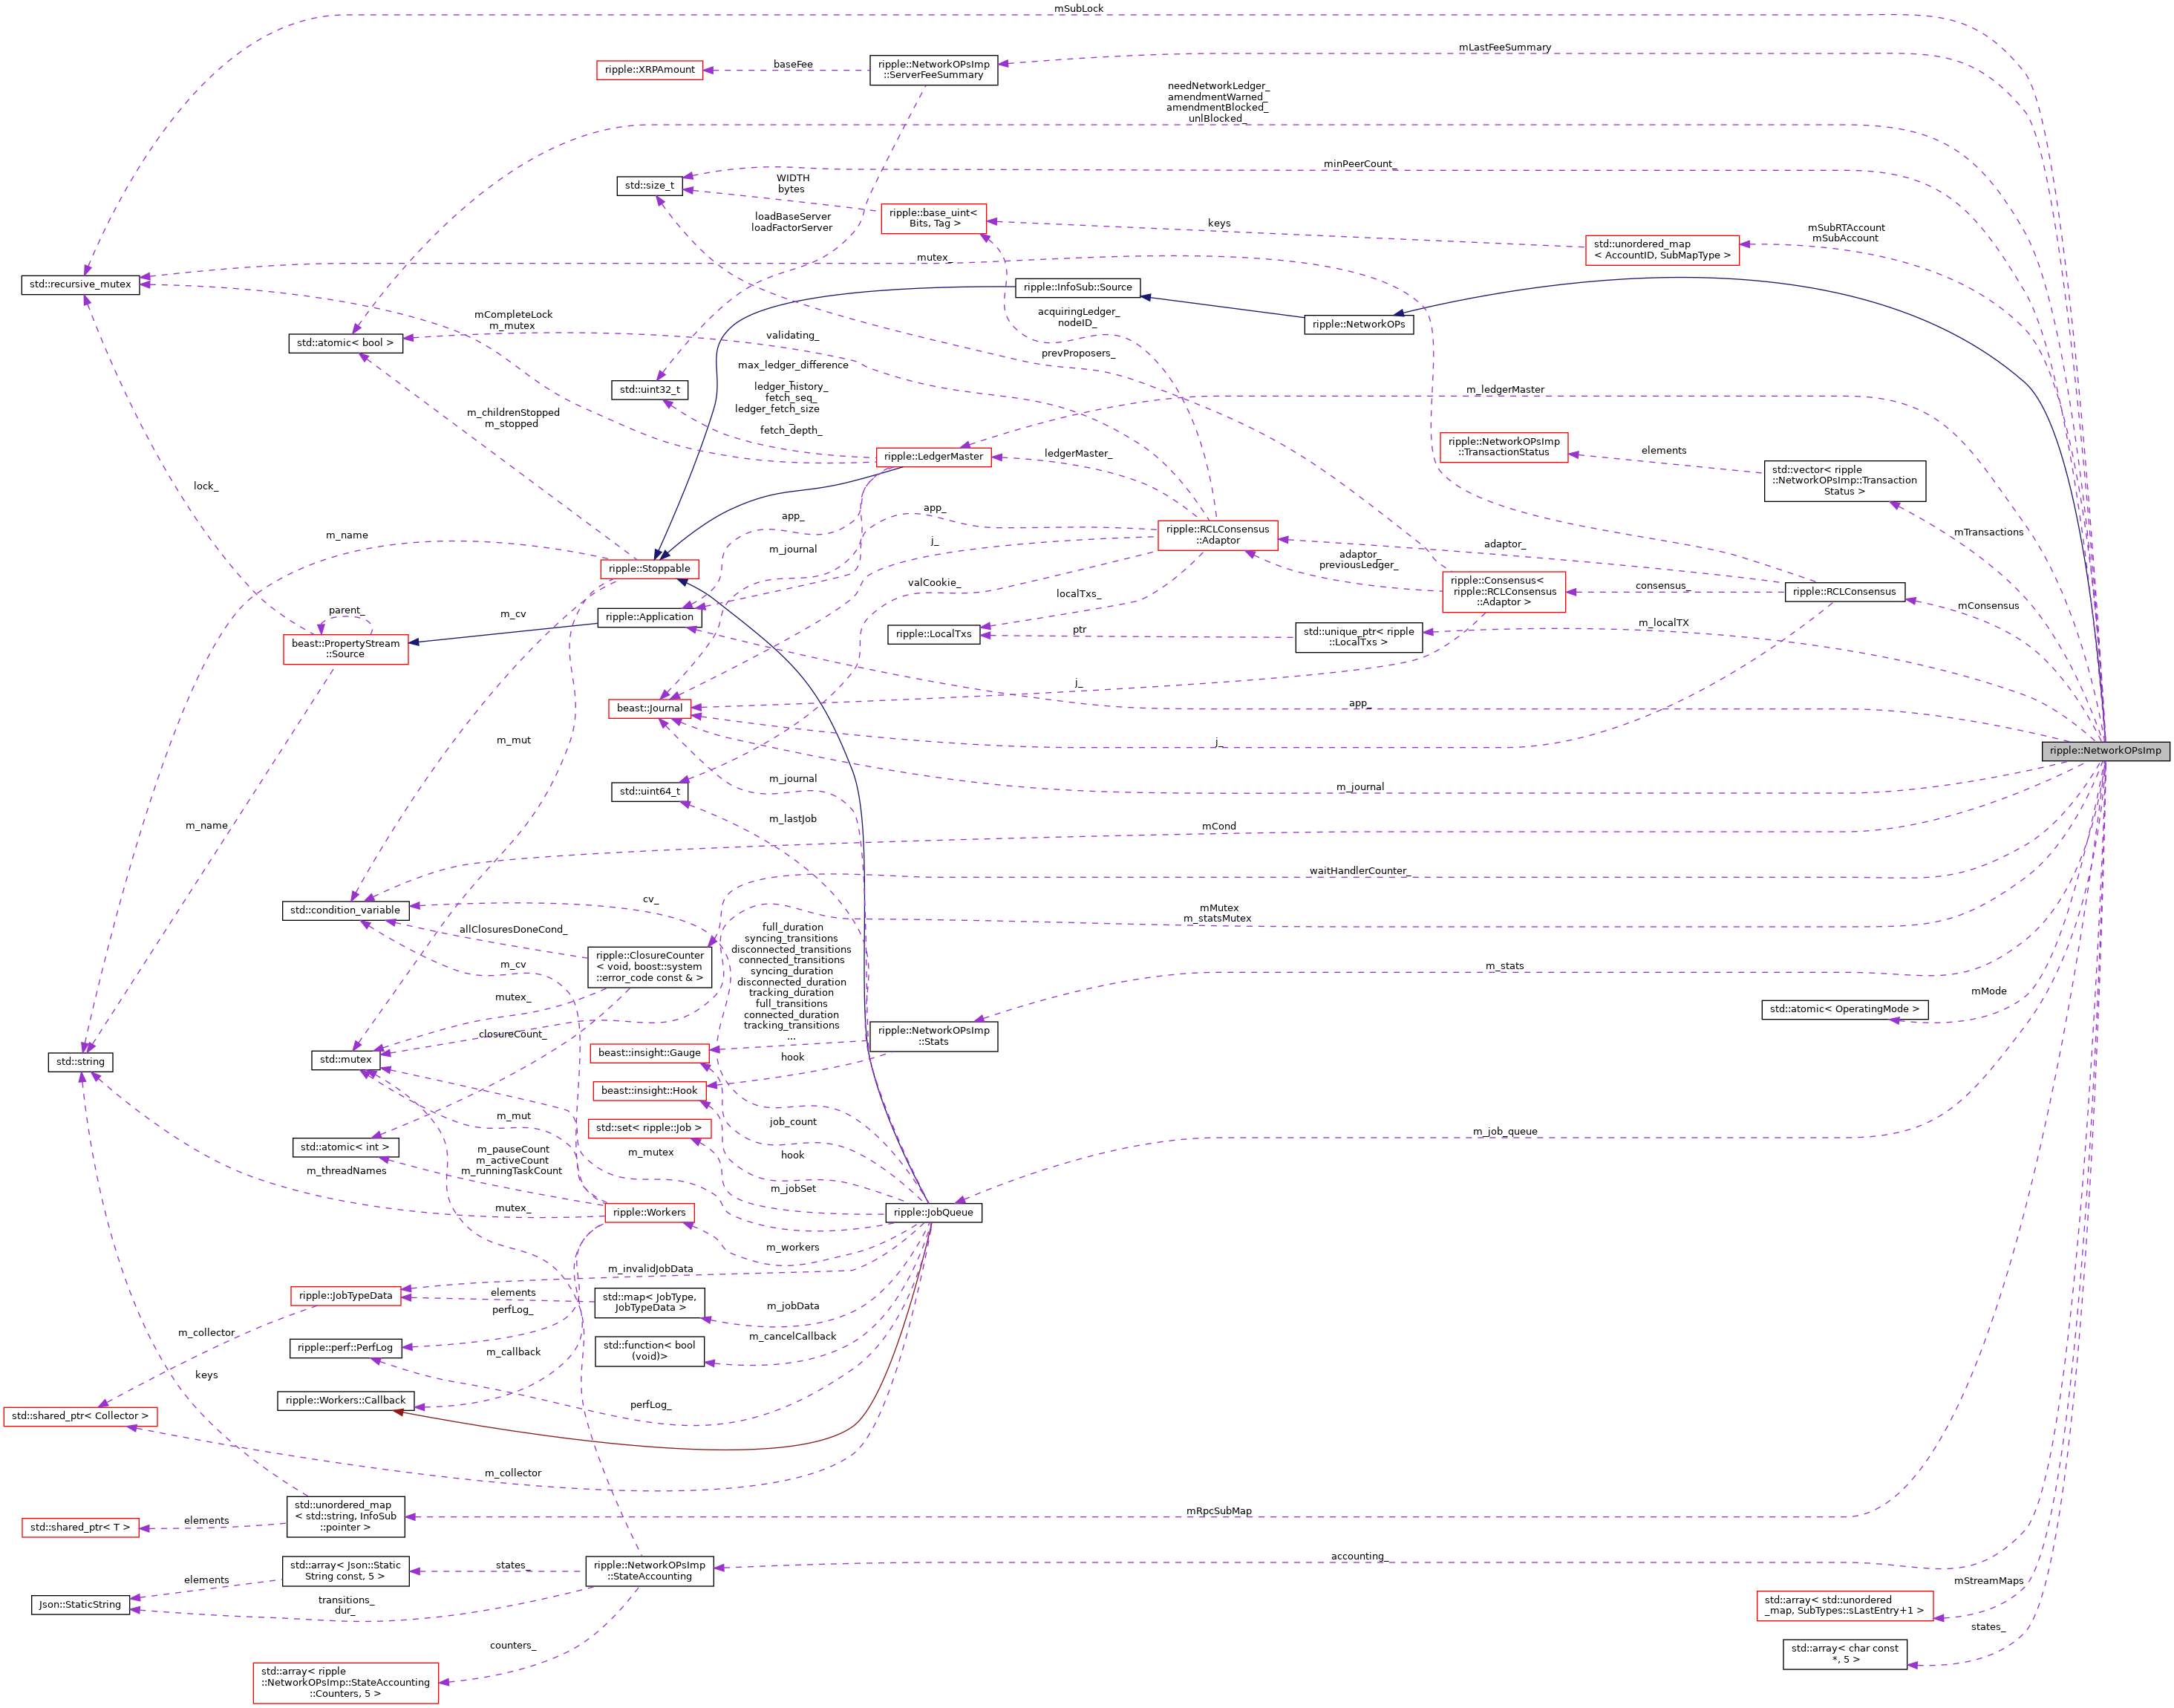 mSubLock
mLastFeeSummary
ripple::NetworkOPsImp
::ServerFeeSummary
baseFee
ripple::XRPAmount
needNetworkLedger_
amendmentWarned_
amendmentBlocked_
unlBlocked_
minPeerCount_
WIDTH
bytes
std::size_t
ripple::base_uint<
Bits, Tag >
keys
mSubRTAccount
mSubAccount
std::unordered_map
< AccountID, SubMapType >
loadBaseServer
loadFactorServer
mutex_
std::recursive_mutex
ripple::InfoSub::Source
ripple::NetworkOPs
mCompleteLock
m_mutex
acquiringLedger_
nodeID_
std::atomic< bool >
validating_
prevProposers_
max_ledger_difference
_
ledger_history_
fetch_seq_
ledger_fetch_size
_
fetch_depth_
std::uint32_t
m_ledgerMaster
m_childrenStopped
m_stopped
ripple::LedgerMaster
ledgerMaster_
ripple::NetworkOPsImp
::TransactionStatus
elements
std::vector< ripple
::NetworkOPsImp::Transaction
Status >
lock_
m_name
app_
app_
m_journal
j_
ripple::RCLConsensus
::Adaptor
adaptor_
mTransactions
adaptor_
previousLedger_
ripple::Stoppable
valCookie_
localTxs_
ripple::Consensus<
ripple::RCLConsensus
::Adaptor >
consensus_
ripple::RCLConsensus
mConsensus
parent_
m_cv
ripple::Application
beast::PropertyStream
::Source
ripple::LocalTxs
ptr
std::unique_ptr< ripple
::LocalTxs >
m_localTX
j_
beast::Journal
app_
m_mut
j_
ripple::NetworkOPsImp
m_journal
m_journal
std::uint64_t
m_lastJob
m_name
mCond
waitHandlerCounter_
std::condition_variable
cv_
mMutex
m_statsMutex
allClosuresDoneCond_
ripple::ClosureCounter
< void, boost::system
::error_code const & >
full_duration
syncing_transitions
disconnected_transitions
connected_transitions
syncing_duration
disconnected_duration
tracking_duration
full_transitions
connected_duration
tracking_transitions
...
m_cv
m_stats
mutex_
mMode
std::atomic< OperatingMode >
closureCount_
ripple::NetworkOPsImp
::Stats
std::string
std::mutex
beast::insight::Gauge
hook
beast::insight::Hook
m_mut
job_count
std::set< ripple::Job >
m_job_queue
std::atomic< int >
m_pauseCount
m_activeCount
m_runningTaskCount
m_mutex
hook
m_threadNames
m_jobSet
mutex_
ripple::Workers
ripple::JobQueue
m_workers
m_invalidJobData
ripple::JobTypeData
elements
std::map< JobType,
JobTypeData >
m_jobData
perfLog_
m_collector
ripple::perf::PerfLog
std::function< bool
(void)>
m_cancelCallback
m_callback
keys
ripple::Workers::Callback
perfLog_
std::shared_ptr< Collector >
m_collector
std::unordered_map
< std::string, InfoSub
::pointer >
mRpcSubMap
std::shared_ptr< T >
elements
accounting_
std::array< Json::Static
String const, 5 >
states_
ripple::NetworkOPsImp
::StateAccounting
elements
Json::StaticString
transitions_
dur_
mStreamMaps
std::array< std::unordered
_map, SubTypes::sLastEntry+1 >
states_
counters_
std::array< char const
*, 5 >
std::array< ripple
::NetworkOPsImp::StateAccounting
::Counters, 5 >